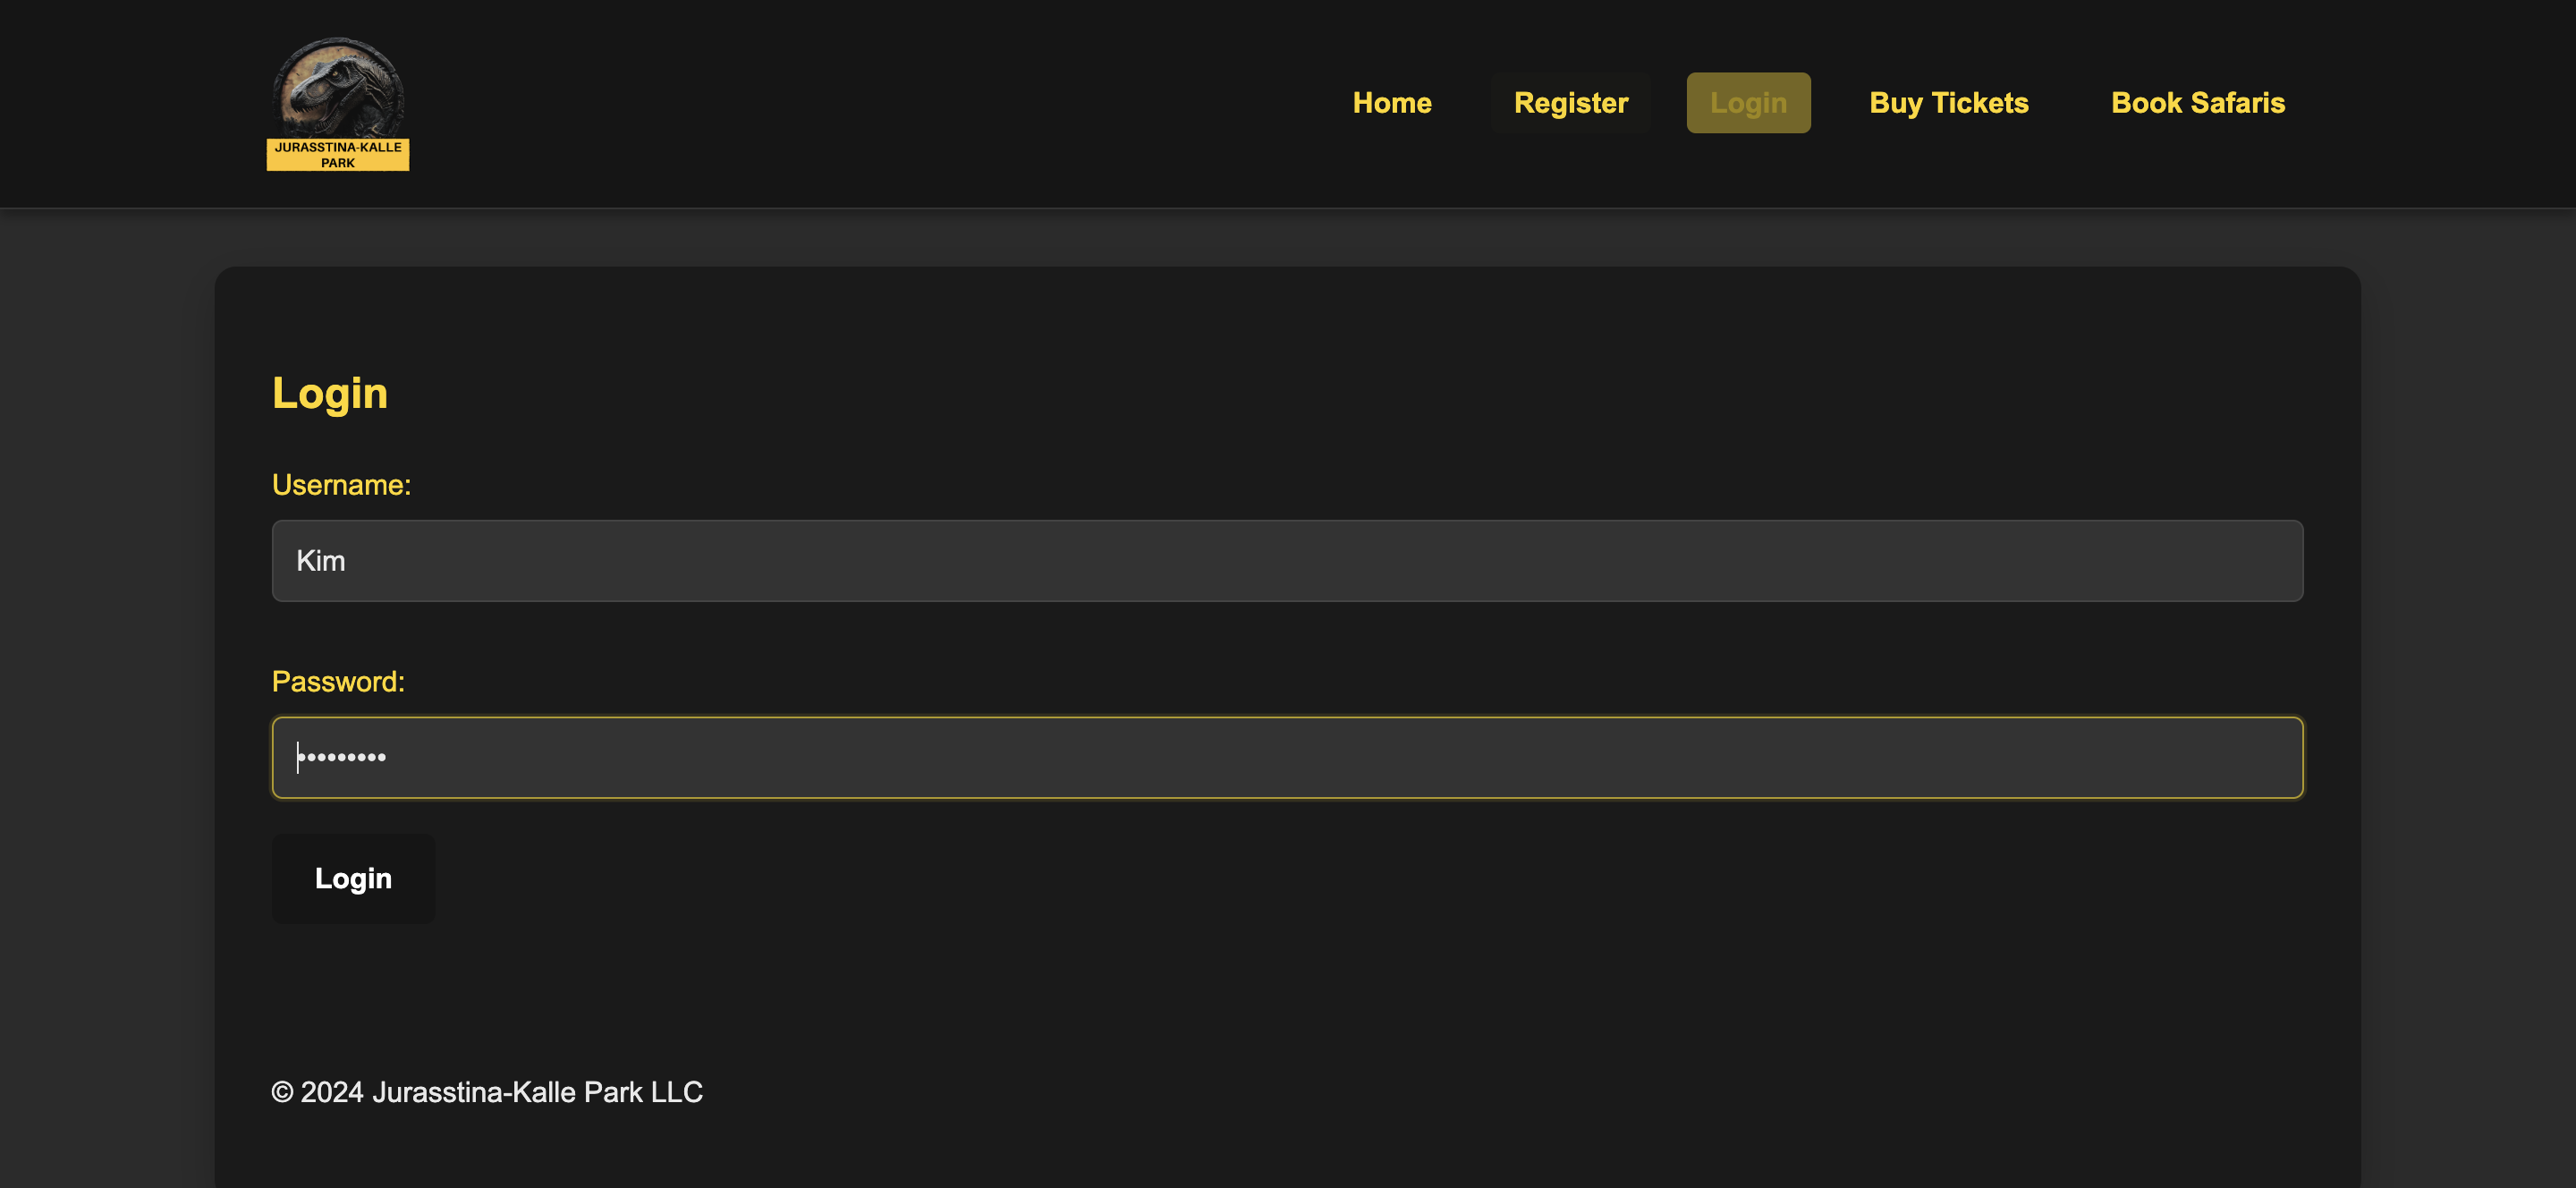 JURASSTINA-KALLE
PARK
Home
Register
Login
Buy Tickets
Book Safaris
Login
Username:
Kim
Password:
•••••••••
Login
© 2024 Jurasstina-Kalle Park LLC